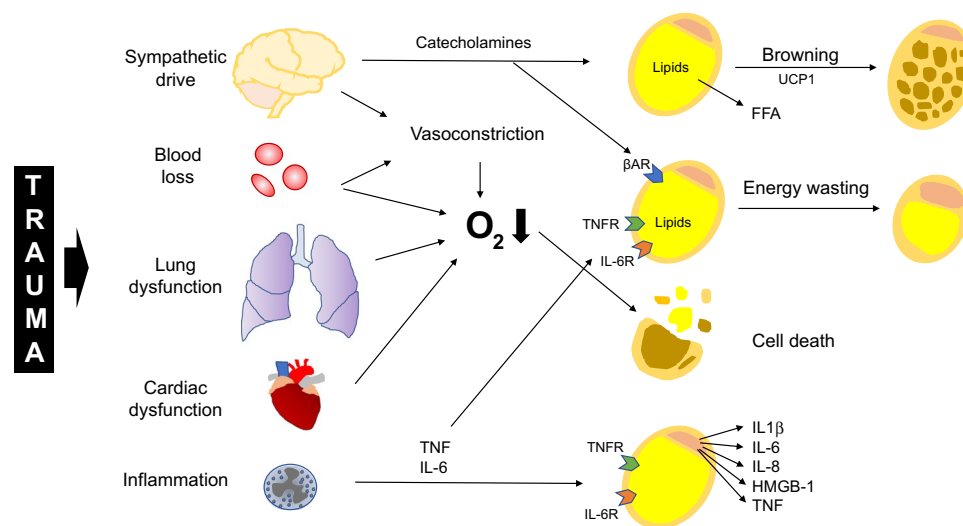 TRAUMA
Sympathetic
drive
Blood
loss
Lung
dysfunction
Cardiac
dysfunction
Inflammation
Catecholamines
Vasoconstriction
O₂
TNF
IL-6
Lipids
FFA
Browning
UCP1
βAR
TNFR
IL-6R
Lipids
Energy wasting
Cell death
TNFR
IL-6R
IL1β
IL-6
IL-8
HMGB-1
TNF